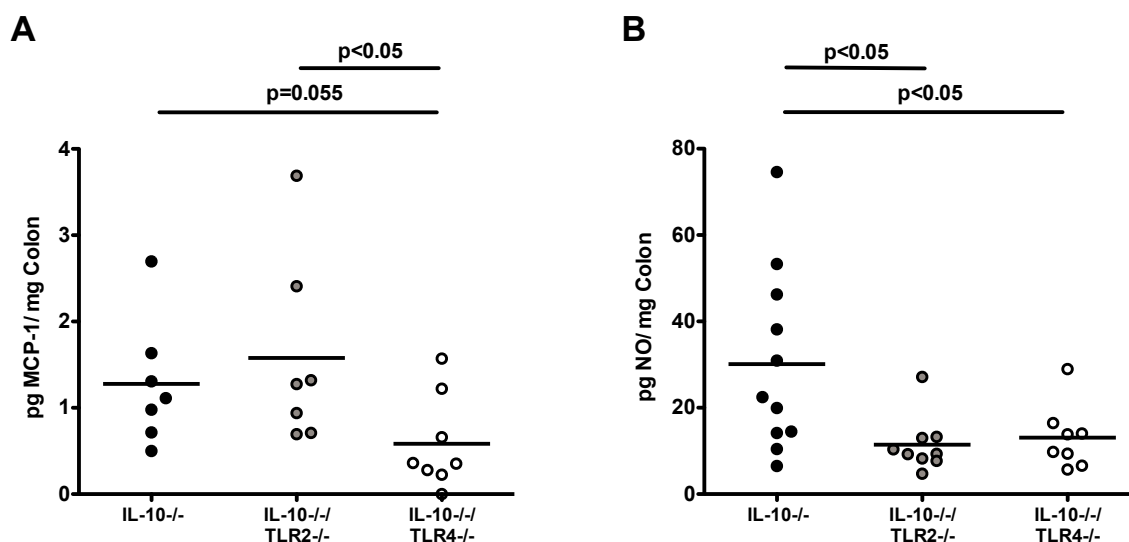 A
p<0.05
p=0.055
pg MCP-1/ mg Colon
4
3
2
1
0
IL-10-/-
IL-10-/-/
TLR2-/-
IL-10-/-/
TLR4-/-
B
p<0.05
p<0.05
pg NO/ mg Colon
80
60
40
20
0
IL-10-/-
IL-10-/-/
TLR2-/-
IL-10-/-/
TLR4-/-